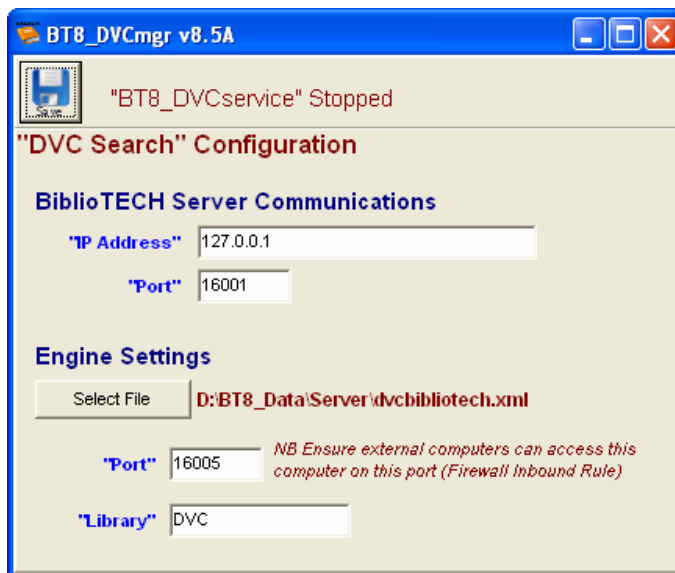 BT8_DVCmgr v8.5A
Save
"BT8_DVCservice" Stopped
"DVC Search" Configuration
BiblioTECH Server Communications
"IP Address" 127.0.0.1
"Port" 16001
Engine Settings
Select File D:\BT8_Data\Server\dvcbibliotech.xml
"Port" 16005 NB Ensure external computers can access this
computer on this port (Firewall Inbound Rule)
"Library" DVC